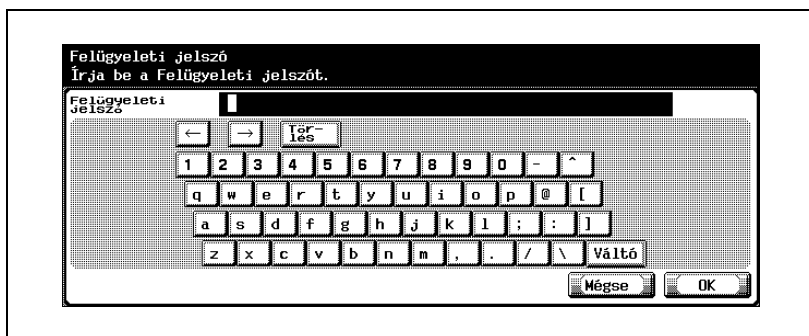 Felügyeleti jelszó
Írja be a Felügyeleti jelszót.
Felügyeleti
jelszó
← → Tör-
lés
1 2 3 4 5 6 7 8 9 0 - ^
q w e r t y u i o p @ [
a s d f g h j k l ; : ]
z x c v b n m , . / \ Váltó
Mégse OK